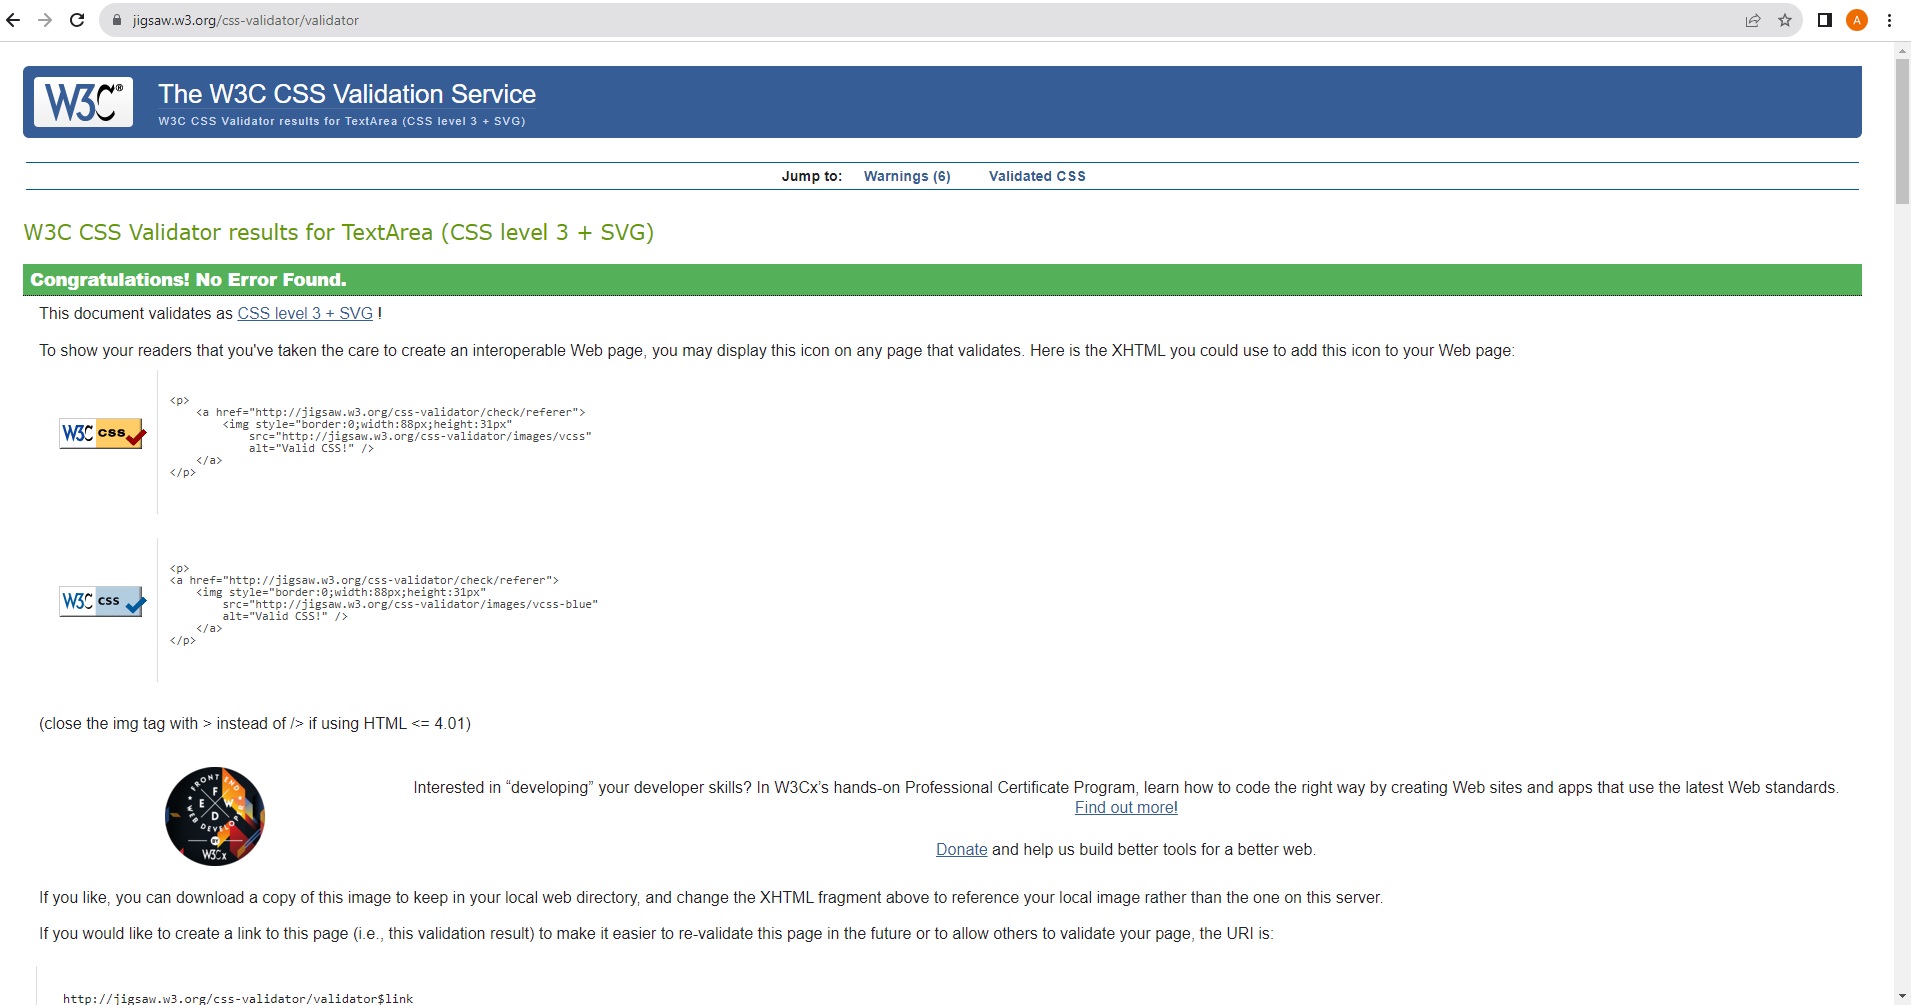 jigsaw.w3.org/css-validator/validator
A
W3C®
The W3C CSS Validation Service
W3C CSS Validator results for TextArea (CSS level 3 + SVG)
Jump to: Warnings (6) Validated CSS
W3C CSS Validator results for TextArea (CSS level 3 + SVG)
Congratulations! No Error Found.
This document validates as CSS level 3 + SVG !
To show your readers that you've taken the care to create an interoperable Web page, you may display this icon on any page that validates. Here is the XHTML you could use to add this icon to your Web page:
W3C css
<p>
<a href="http://jigsaw.w3.org/css-validator/check/referer">
<img style="border:0;width:88px;height:31px"
src="http://jigsaw.w3.org/css-validator/images/vcss"
alt="Valid CSS!" />
</a>
</p>
W3C css
<p>
<a href="http://jigsaw.w3.org/css-validator/check/referer">
<img style="border:0;width:88px;height:31px"
src="http://jigsaw.w3.org/css-validator/images/vcss-blue"
alt="Valid CSS!" />
</a>
</p>
(close the img tag with > instead of /> if using HTML <= 4.01)
FRONT END
F
E W
D
WEB DEVELOPER
BY
W3Cx
Interested in “developing” your developer skills? In W3Cx’s hands-on Professional Certificate Program, learn how to code the right way by creating Web sites and apps that use the latest Web standards.
Find out more!
Donate and help us build better tools for a better web.
If you like, you can download a copy of this image to keep in your local web directory, and change the XHTML fragment above to reference your local image rather than the one on this server.
If you would like to create a link to this page (i.e., this validation result) to make it easier to re-validate this page in the future or to allow others to validate your page, the URI is:
http://jigsaw.w3.org/css-validator/validator$link